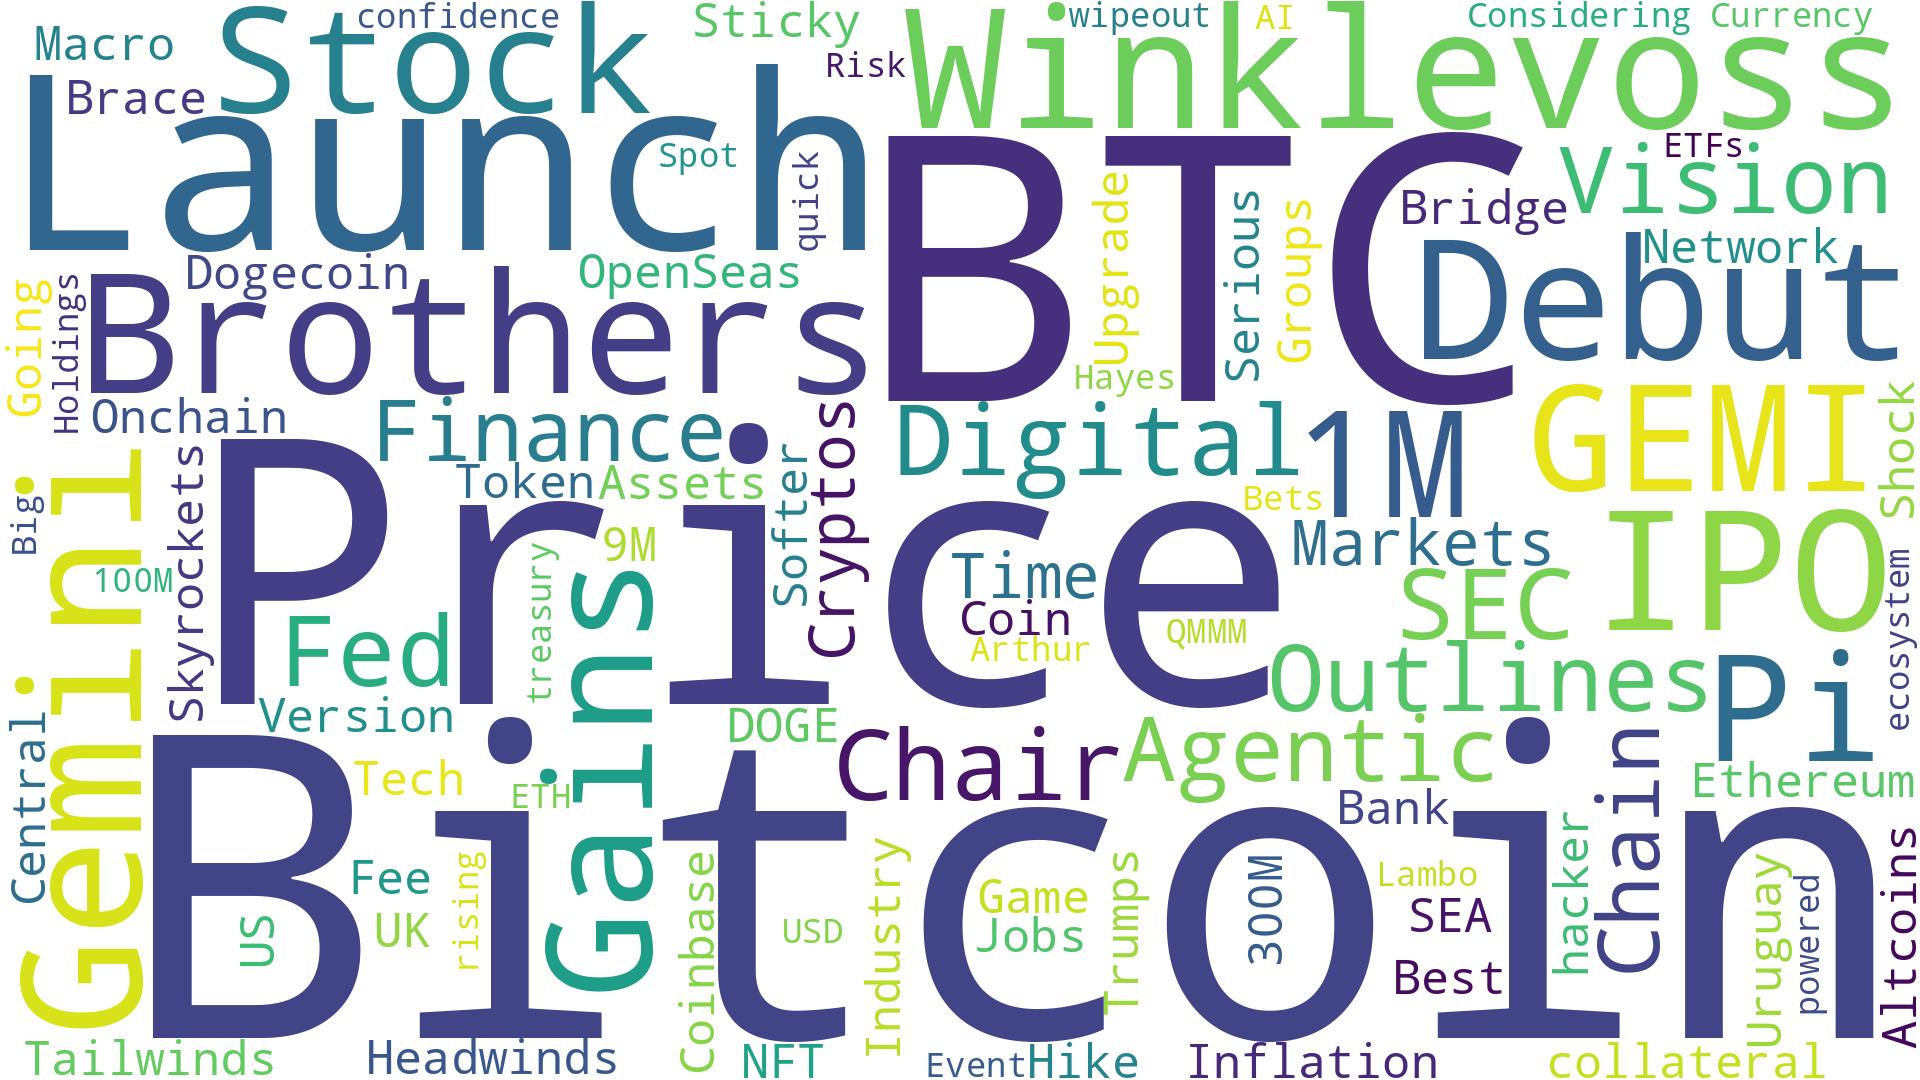 confidence
Sticky
wipeout
AI
Considering
Currency
Macro
Stock
Winklevoss
Risk
Brace
Launch
Spot
quick
BTC
ETFs
Vision
Upgrade
Serious
Groups
Bridge
Network
Debut
Going
Holdings
Dogecoin
OpenSeas
Brothers
Hayes
Onchain
Finance
Digital
1M
GEMI
Shock
Gemini
Big
Skyrockets
Price
Token
Assets
Softer
Cryptos
Bets
9M
Markets
IPO
100M
treasury
Time
SEC
ecosystem
Fed
Coin
QMMM
Arthur
Outlines
Pi
Version
Gains
DOGE
Chair
Agentic
Chain
Central
Tech
ETH
Ethereum
Bitcoin
Bank
hacker
Fee
rising
Coinbase
Industry
Game
Trumps
300M
Lambo
SEA
Uruguay
powered
Altcoins
US
UK
USD
Jobs
Best
Tailwinds
Headwinds
NFT
Event
Hike
Inflation
collateral